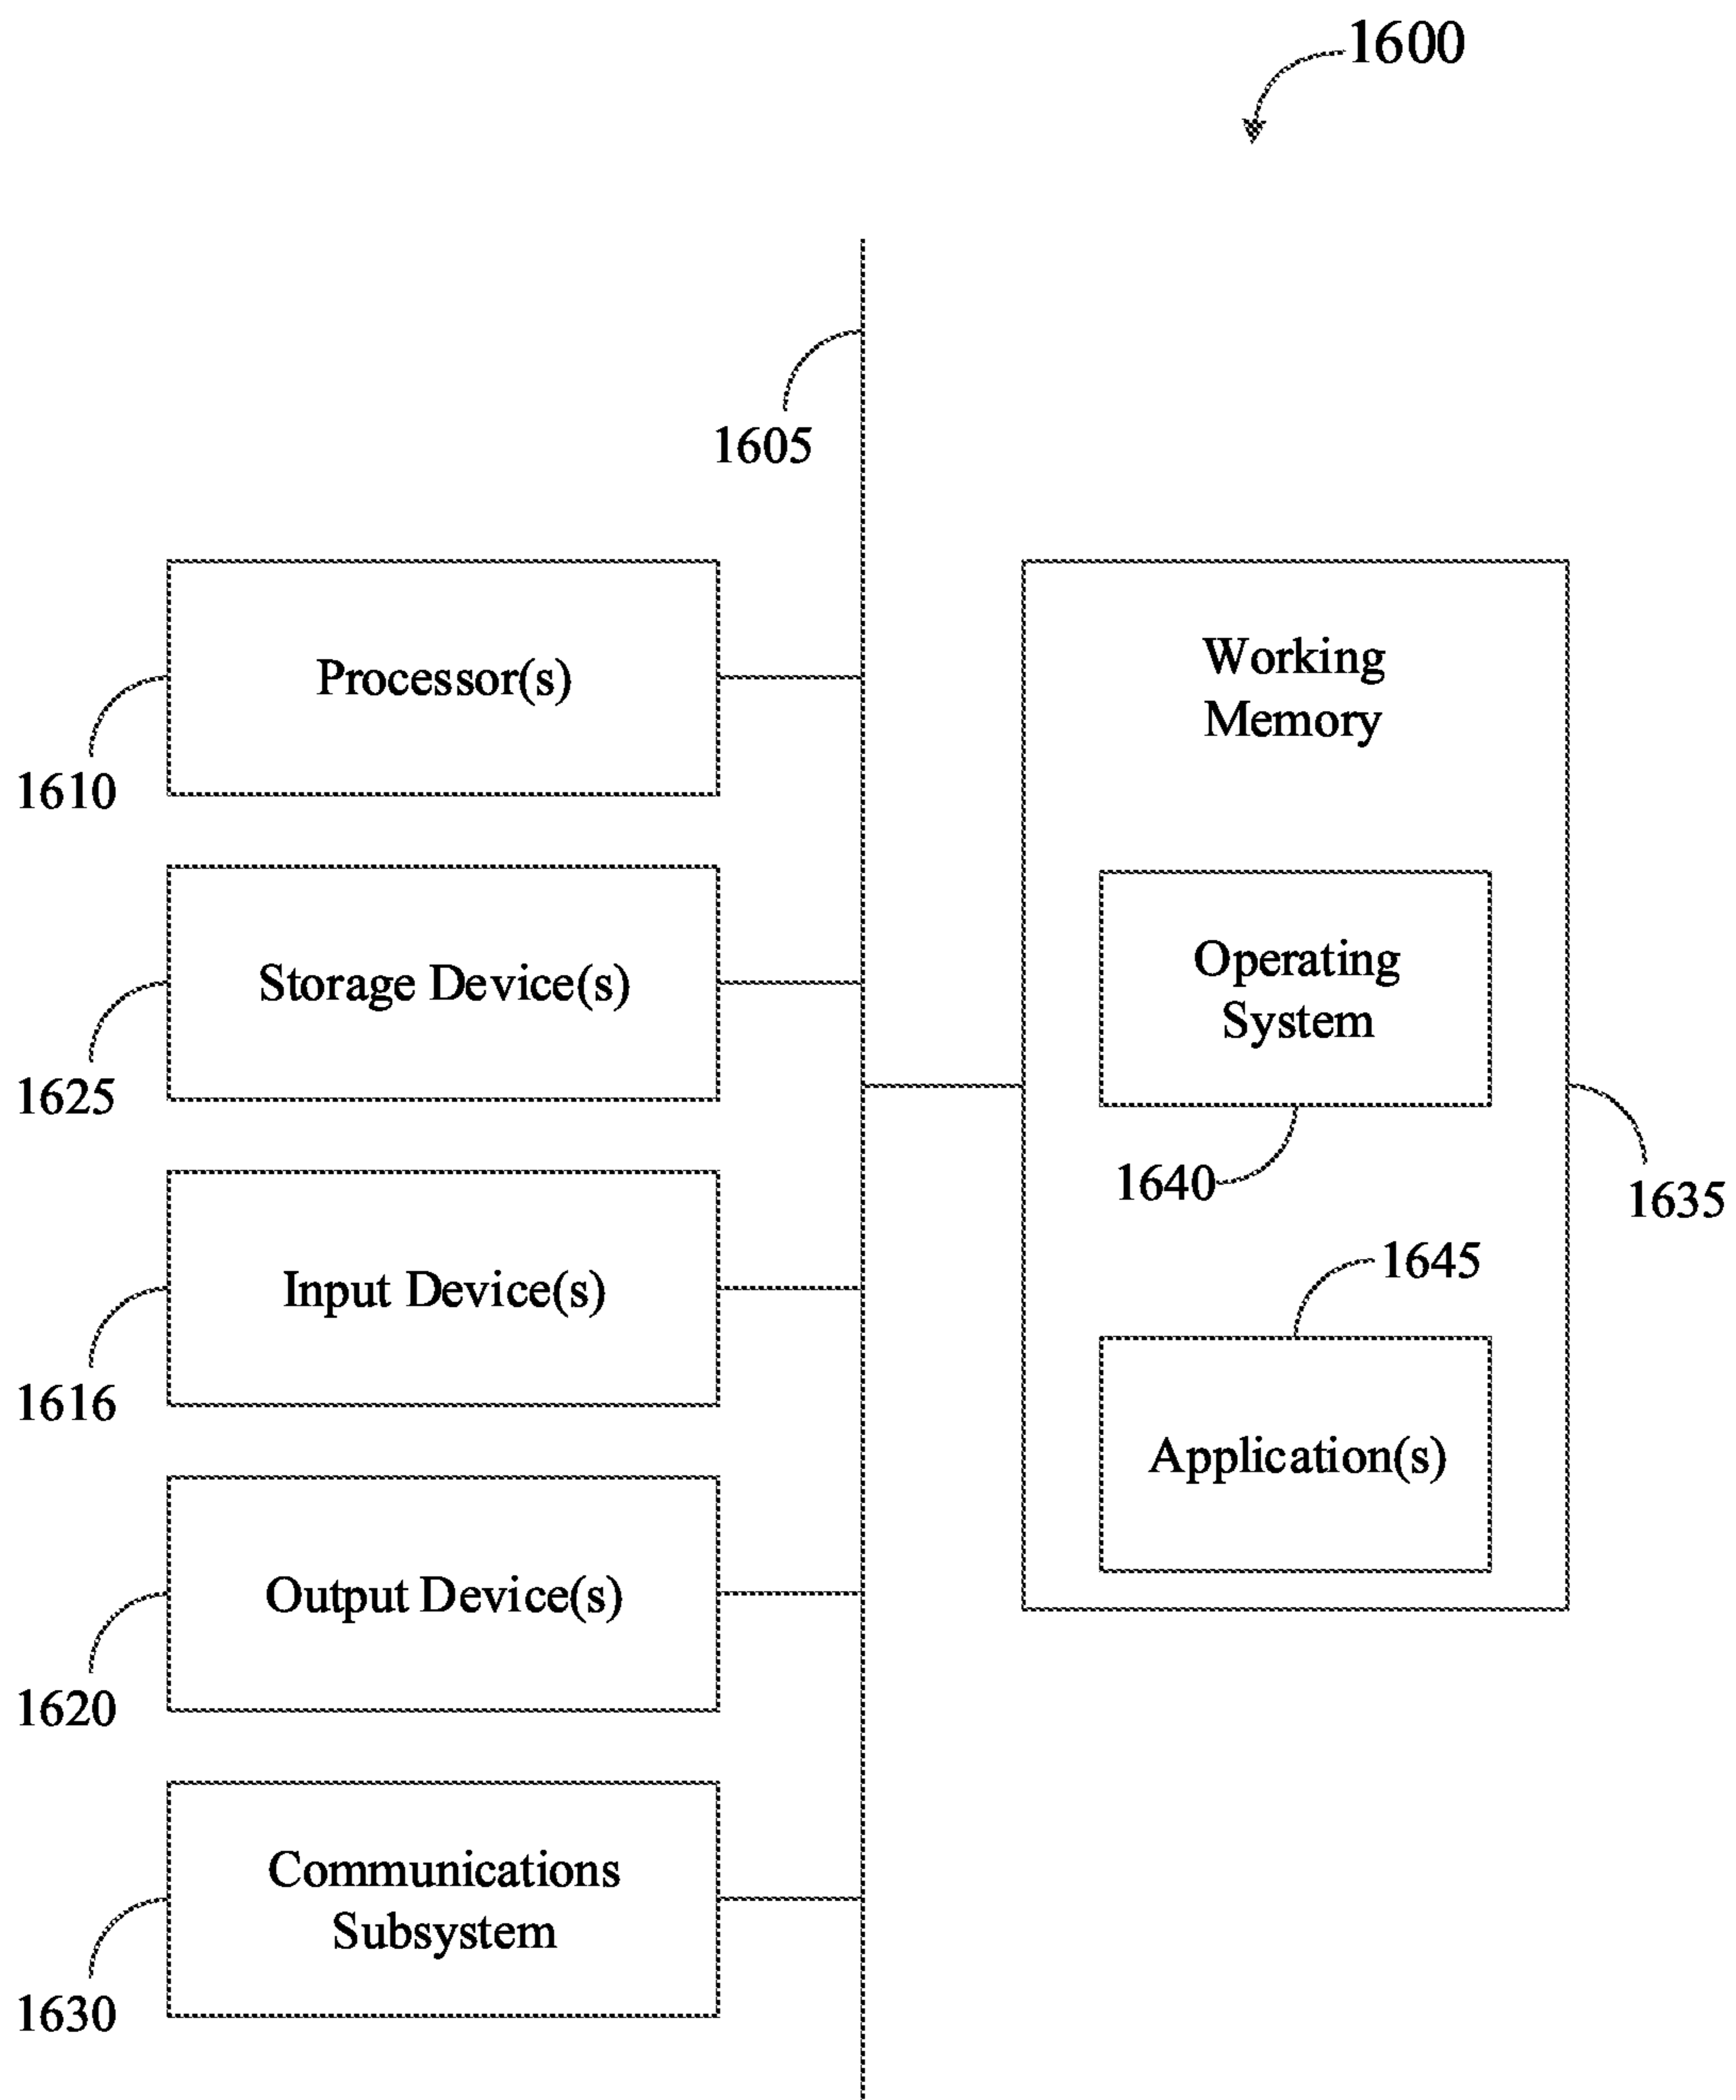 1600
1605
Processor(s)
1610
Storage Device(s)
1625
Input Device(s)
1616
Output Device(s)
1620
Communications
Subsystem
1630
Working
Memory
Operating
System
1640
1635
1645
Application(s)